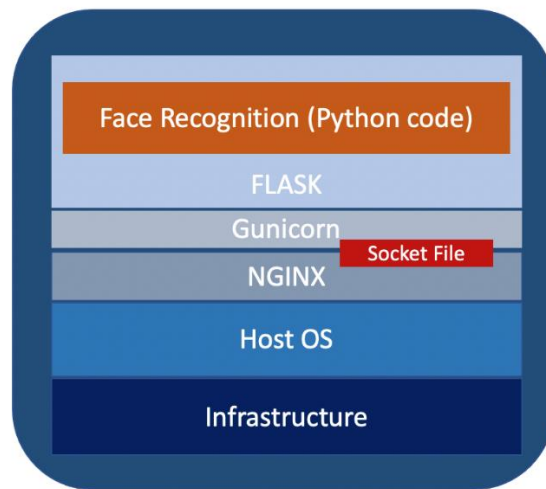 Face Recognition (Python code)
FLASK
Gunicorn
Socket File
NGINX
Host OS
Infrastructure